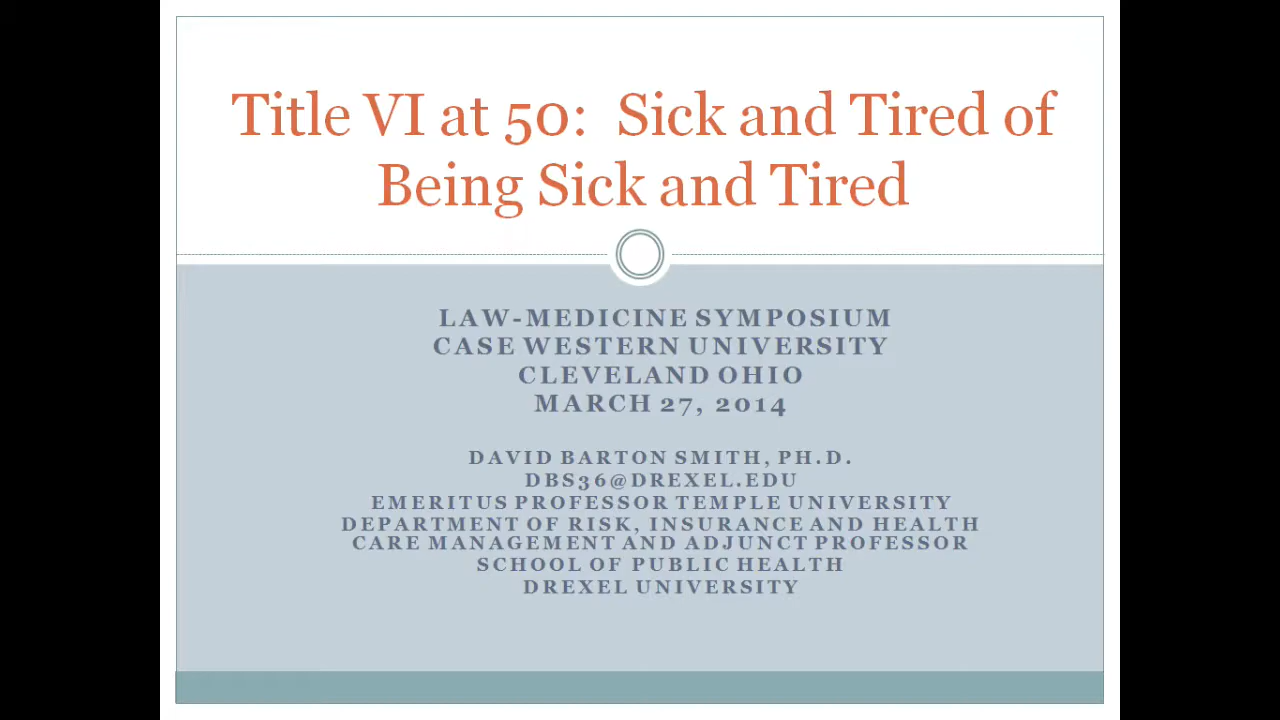 Title VI at 50:  Sick and Tired of
Being Sick and Tired
LAW-MEDICINE SYMPOSIUM
CASE WESTERN UNIVERSITY
CLEVELAND OHIO
MARCH 27, 2014
DAVID BARTON SMITH, PH.D.
DBS36@DREXEL.EDU
EMERITUS PROFESSOR TEMPLE UNIVERSITY
DEPARTMENT OF RISK, INSURANCE AND HEALTH
CARE MANAGEMENT AND ADJUNCT PROFESSOR
SCHOOL OF PUBLIC HEALTH
DREXEL UNIVERSITY